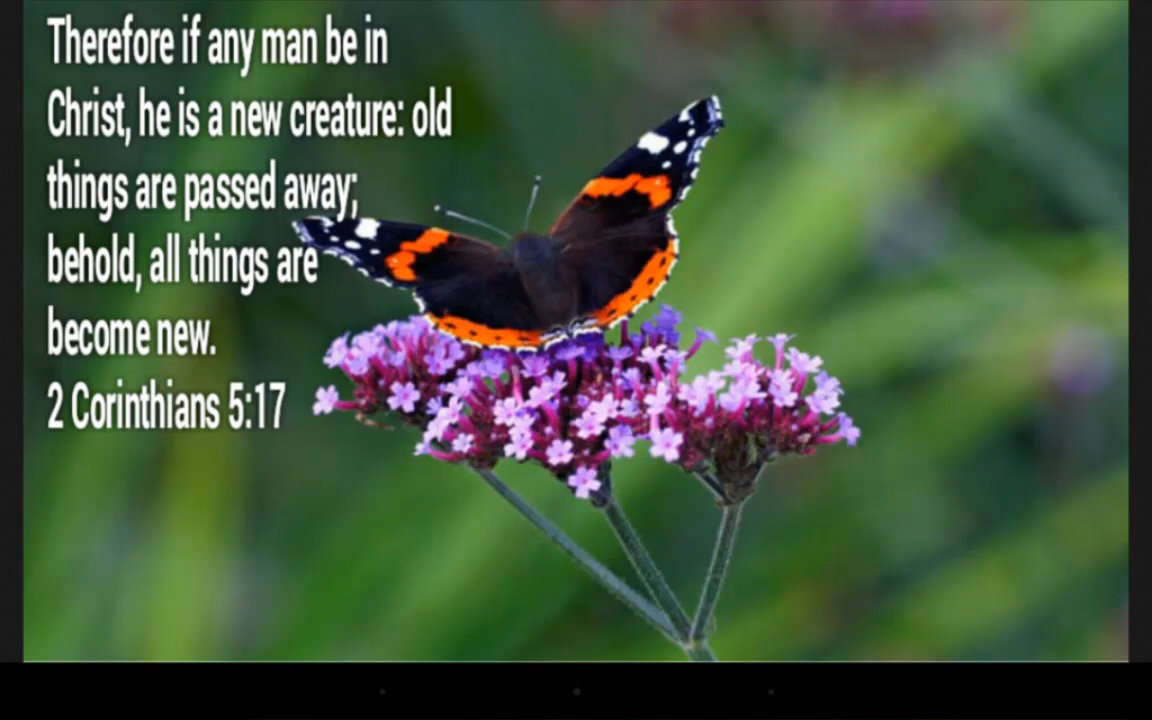 Therefore if any man be in
Christ, he is a new creature: old
things are passed away;
behold, all things are
become new.
2 Corinthians 5:17